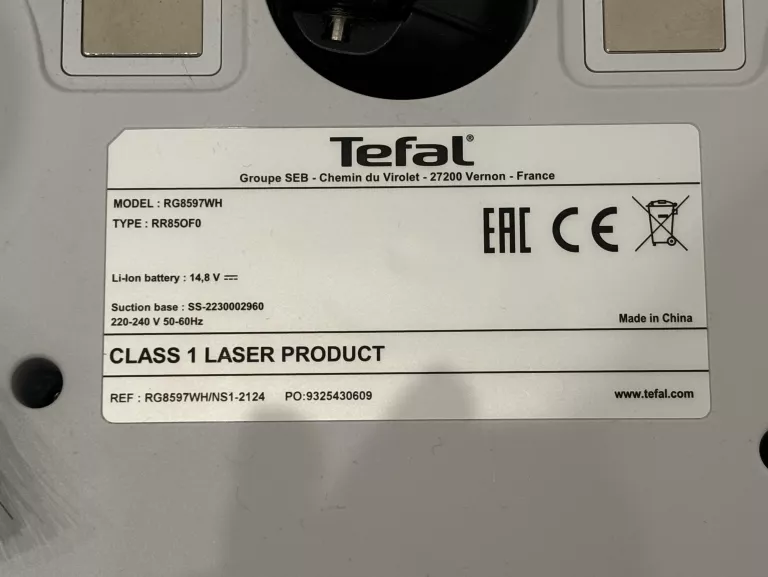 Tefal®
Groupe SEB - Chemin du Virolet - 27200 Vernon - France
MODEL : RG8597WH
TYPE : RR85OF0
EAC CE
Li-Ion battery : 14,8 V
Suction base : SS-2230002960
220-240 V 50-60Hz
Made in China
CLASS 1 LASER PRODUCT
REF : RG8597WH/NS1-2124 PO:9325430609
www.tefal.com